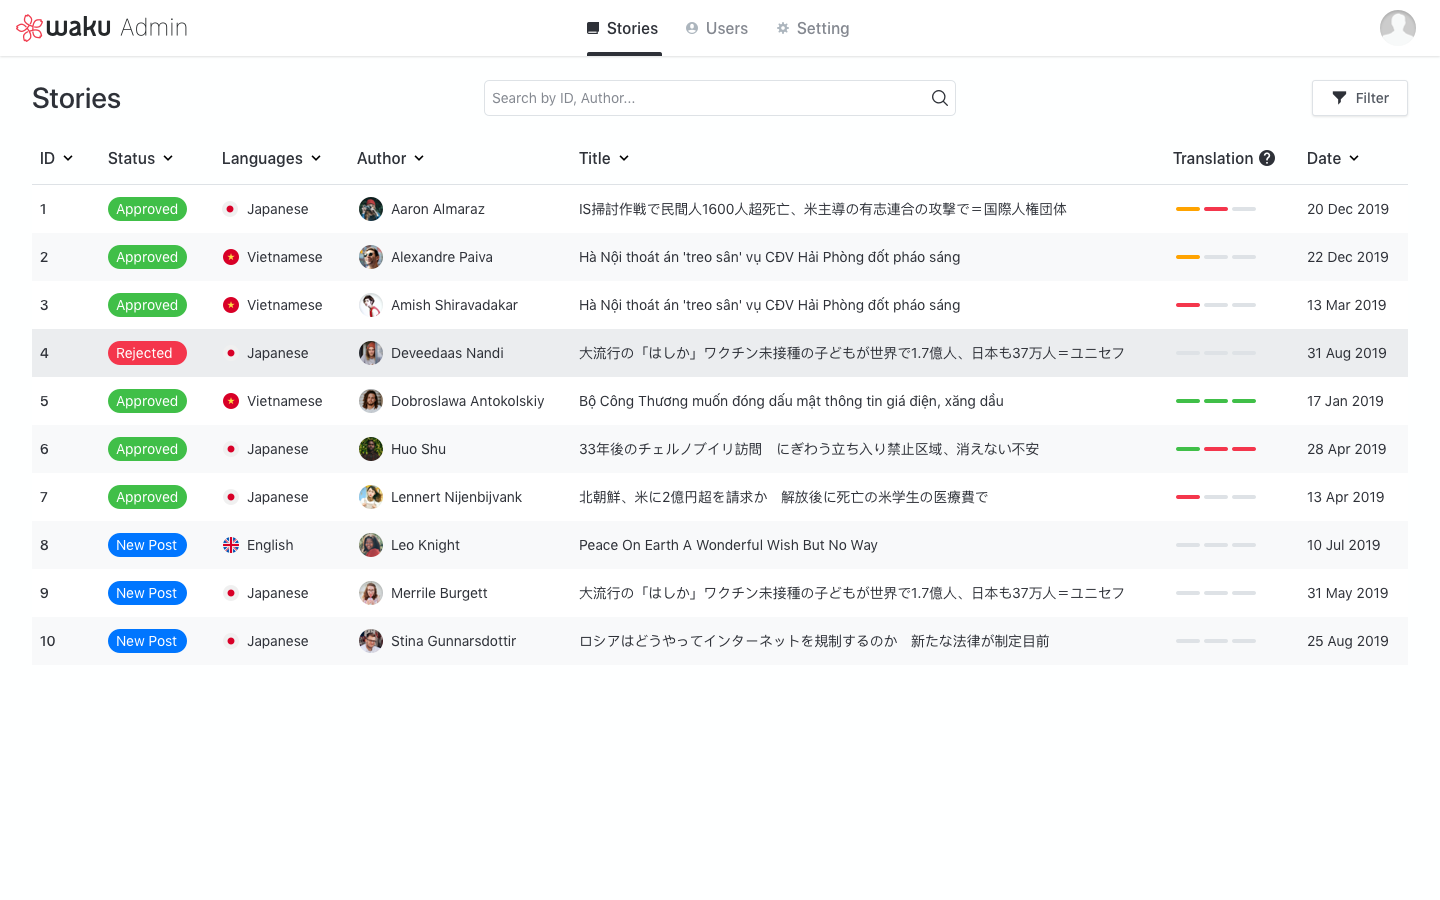 waku Admin
Stories
Users
Setting
Stories
Search by ID, Author...
Filter
ID Status Languages Author Title Translation ? Date
1 Approved Japanese Aaron Almaraz IS掃討作戦で民間人1600人超死亡、米主導の有志連合の攻撃で＝国際人権団体 20 Dec 2019
2 Approved Vietnamese Alexandre Paiva Hà Nội thoát án 'treo sân' vụ CĐV Hải Phòng đốt pháo sáng 22 Dec 2019
3 Approved Vietnamese Amish Shiravadakar Hà Nội thoát án 'treo sân' vụ CĐV Hải Phòng đốt pháo sáng 13 Mar 2019
4 Rejected Japanese Deveedaas Nandi 大流行の「はしか」ワクチン未接種の子どもが世界で1.7億人、日本も37万人＝ユニセフ 31 Aug 2019
5 Approved Vietnamese Dobroslawa Antokolskiy Bộ Công Thương muốn đóng dấu mật thông tin giá điện, xăng dầu 17 Jan 2019
6 Approved Japanese Huo Shu 33年後のチェルノブイリ訪問　にぎわう立ち入り禁止区域、消えない不安 28 Apr 2019
7 Approved Japanese Lennert Nijenbijvank 北朝鮮、米に2億円超を請求か　解放後に死亡の米学生の医療費で 13 Apr 2019
8 New Post English Leo Knight Peace On Earth A Wonderful Wish But No Way 10 Jul 2019
9 New Post Japanese Merrile Burgett 大流行の「はしか」ワクチン未接種の子どもが世界で1.7億人、日本も37万人＝ユニセフ 31 May 2019
10 New Post Japanese Stina Gunnarsdottir ロシアはどうやってインターネットを規制するのか　新たな法律が制定目前 25 Aug 2019